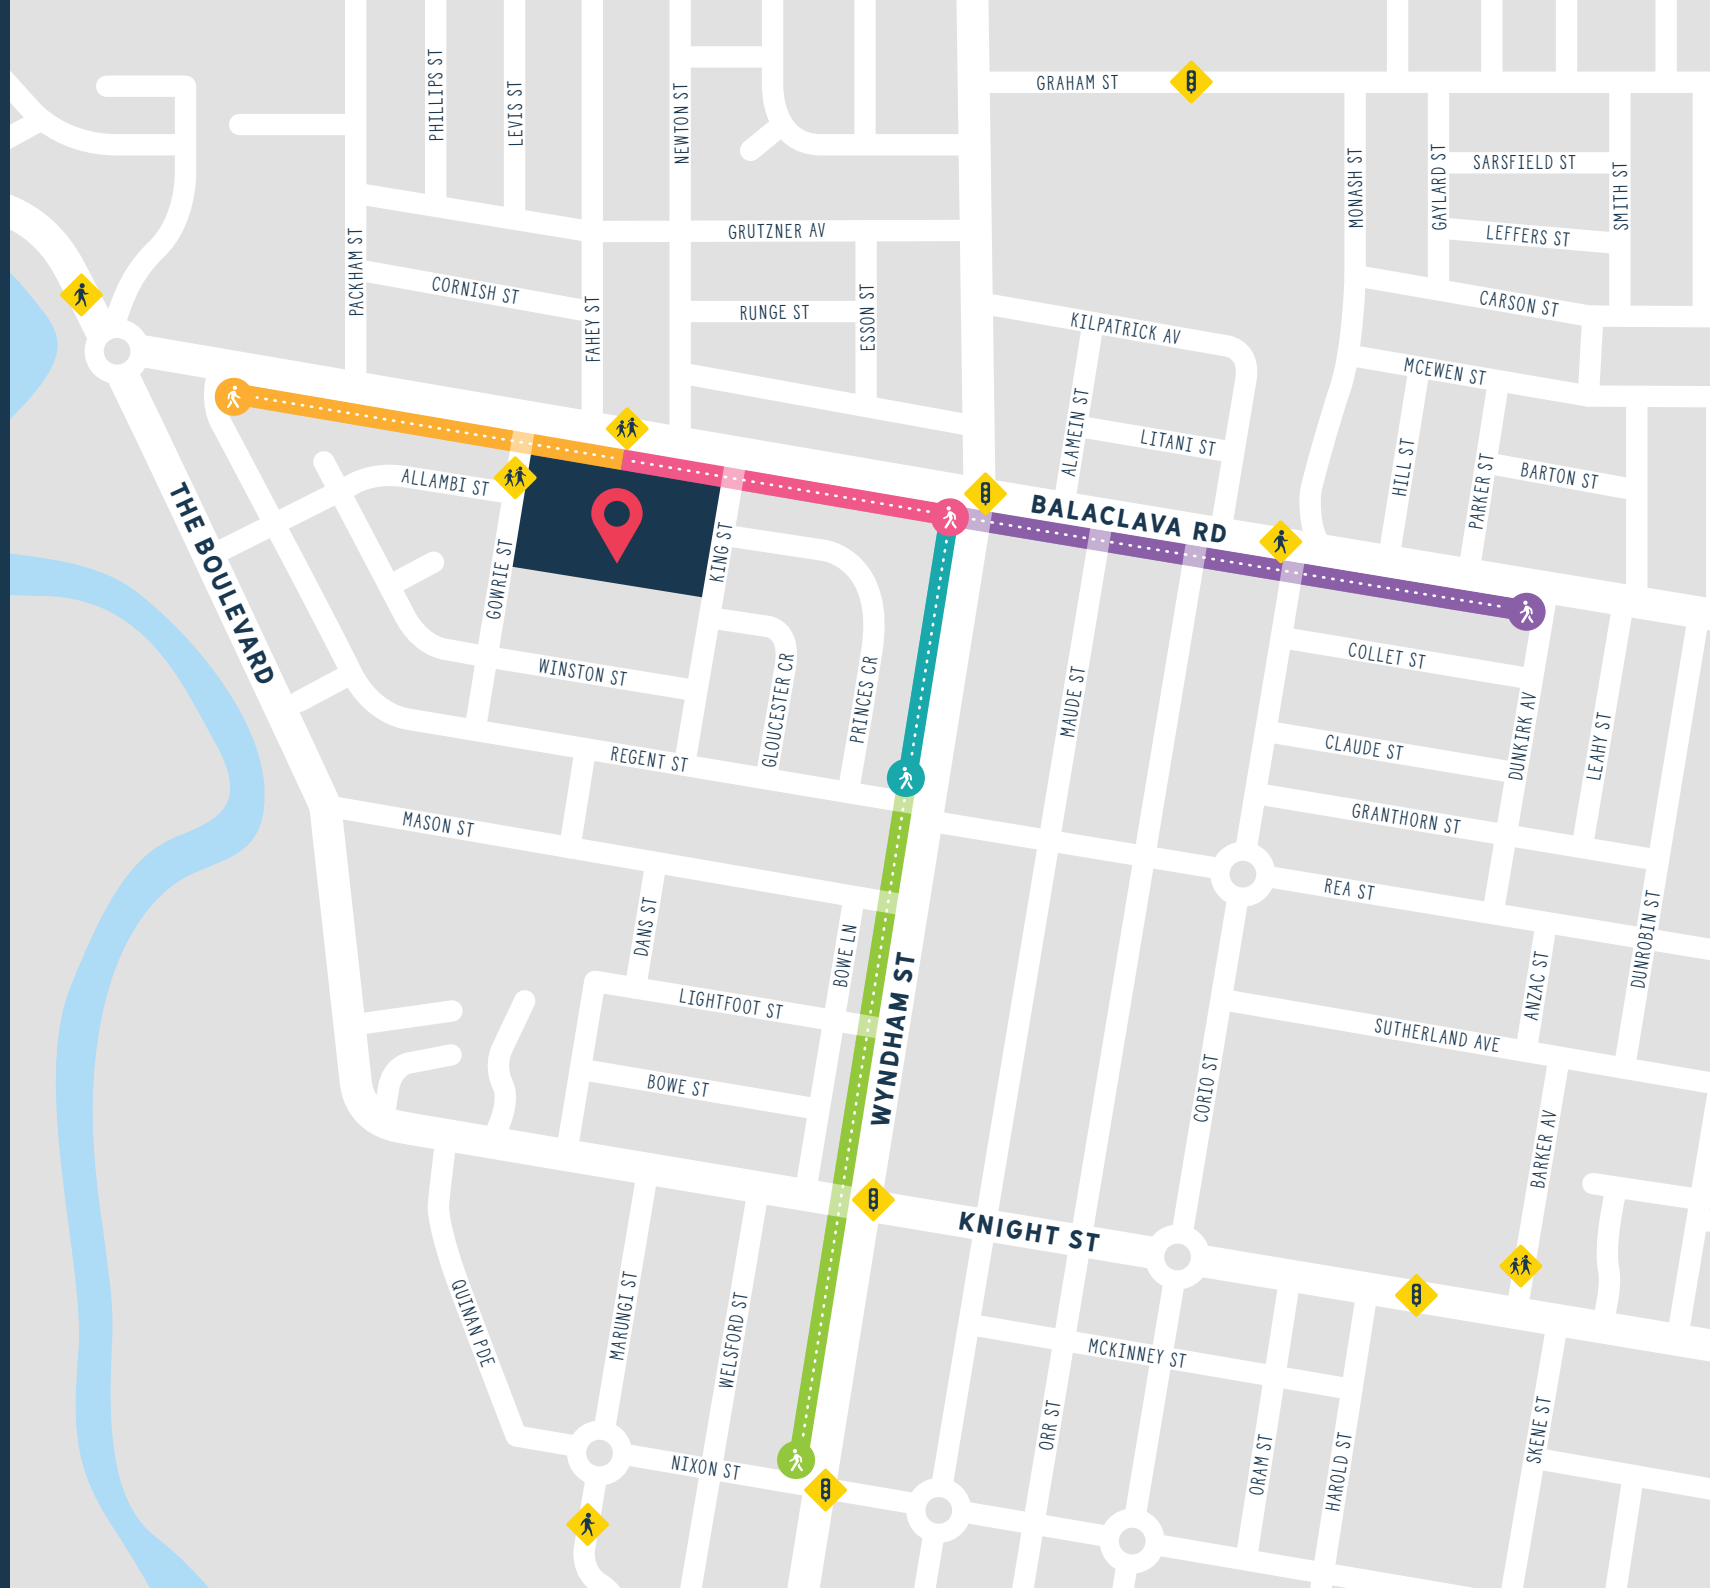 PHILLIPS ST
LEVIS ST
NEWTON ST
GRAHAM ST
MONASH ST
GAYLARD ST
SARSFIELD ST
SMITH ST
PACKHAM ST
GRUTZNER AV
LEFFERS ST
CORNISH ST
FAHEY ST
RUNGE ST
ESSON ST
CARSON ST
KILPATRICK AV
MCEWEN ST
ALAMEIN ST
LITANI ST
HILL ST
PARKER ST
BARTON ST
ALLAMBI ST
THE BOULEVARD
BALACLAVA RD
GOWRIE ST
KING ST
WINSTON ST
GLOUCESTER CR
PRINCES CR
MAUDE ST
COLLET ST
DUNKIRK AV
LEAHY ST
CLAUDE ST
REGENT ST
MASON ST
GRANTHORN ST
REA ST
DANS ST
BOWE LN
WYNDHAM ST
DUNROBIN ST
ANZAC ST
LIGHTFOOT ST
SUTHERLAND AVE
BOWE ST
CORIO ST
BARKER AV
KNIGHT ST
QUINAN PDE
MARUNGI ST
WELSFORD ST
MCKINNEY ST
ORR ST
NIXON ST
ORAM ST
HAROLD ST
SKENE ST